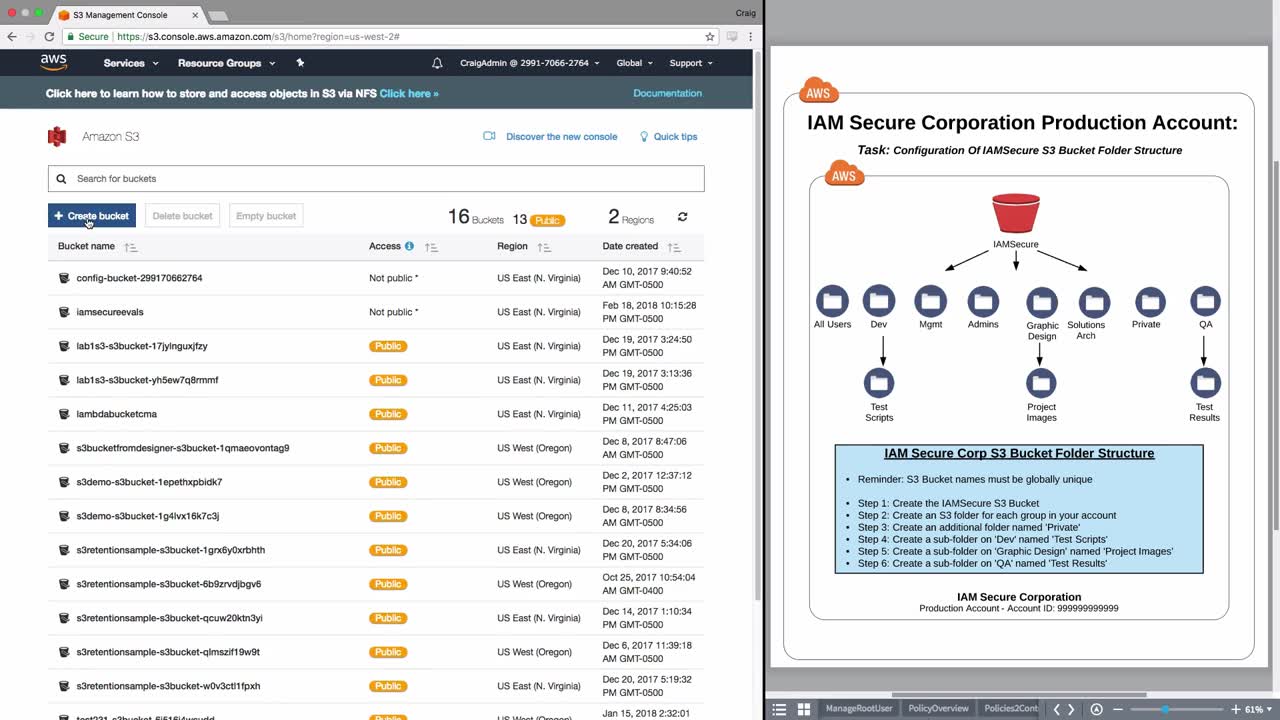 S3 Management Console
Craig
Secure https://s3.console.aws.amazon.com/s3/home?region=us-west-2#
aws Services Resource Groups CraigAdmin @ 2991-7066-2764 Global Support
Click here to learn how to store and access objects in S3 via NFS Click here » Documentation
Amazon S3 Discover the new console Quick tips
Search for buckets
+ Create bucket Delete bucket Empty bucket 16 Buckets 13 Public 2 Regions
Bucket name Access Region Date created
config-bucket-299170662764 Not public * US East (N. Virginia) Dec 10, 2017 9:40:52
AM GMT-0500
iamsecureevals Not public * US East (N. Virginia) Feb 18, 2018 10:15:28
PM GMT-0500
lab1s3-s3bucket-17jylnguxjfzy Public US East (N. Virginia) Dec 19, 2017 3:24:50
PM GMT-0500
lab1s3-s3bucket-yh5ew7q8rmmf Public US East (N. Virginia) Dec 19, 2017 3:13:36
PM GMT-0500
lambdabucketcma Public US East (N. Virginia) Dec 11, 2017 4:25:03
PM GMT-0500
s3bucketfromdesigner-s3bucket-1qmaeovontag9 Public US West (Oregon) Dec 8, 2017 8:47:06
AM GMT-0500
s3demo-s3bucket-1epethxpbidk7 Public US West (Oregon) Dec 2, 2017 12:37:12
PM GMT-0500
s3demo-s3bucket-1g4lvx16k7c3j Public US West (Oregon) Dec 8, 2017 8:34:56
AM GMT-0500
s3retentionsample-s3bucket-1grx6y0xrbhth Public US West (Oregon) Dec 20, 2017 5:34:06
PM GMT-0500
s3retentionsample-s3bucket-6b9zrvdjbgv6 Public US West (Oregon) Oct 25, 2017 10:54:04
AM GMT-0400
s3retentionsample-s3bucket-qcuw20ktn3yi Public US East (N. Virginia) Dec 14, 2017 1:10:34
PM GMT-0500
s3retentionsample-s3bucket-qlmszif19w9t Public US West (Oregon) Dec 6, 2017 11:39:18
AM GMT-0500
s3retentionsample-s3bucket-w0v3ctl1fpxh Public US East (N. Virginia) Dec 20, 2017 5:19:32
PM GMT-0500
Public US West (Oregon) Jan 15, 2018 2:32:01
AWS
IAM Secure Corporation Production Account:
Task: Configuration Of IAMSecure S3 Bucket Folder Structure
AWS
IAMSecure
All Users Dev Mgmt Admins Graphic Design Solutions Arch Private QA
Test Scripts Project Images Test Results
IAM Secure Corp S3 Bucket Folder Structure
• Reminder: S3 Bucket names must be globally unique
• Step 1: Create the IAMSecure S3 Bucket
• Step 2: Create an S3 folder for each group in your account
• Step 3: Create an additional folder named 'Private'
• Step 4: Create a sub-folder on 'Dev' named 'Test Scripts'
• Step 5: Create a sub-folder on 'Graphic Design' named 'Project Images'
• Step 6: Create a sub-folder on 'QA' named 'Test Results'
IAM Secure Corporation
Production Account - Account ID: 999999999999
ManageRootUser PolicyOverview Policies2Cont 61%